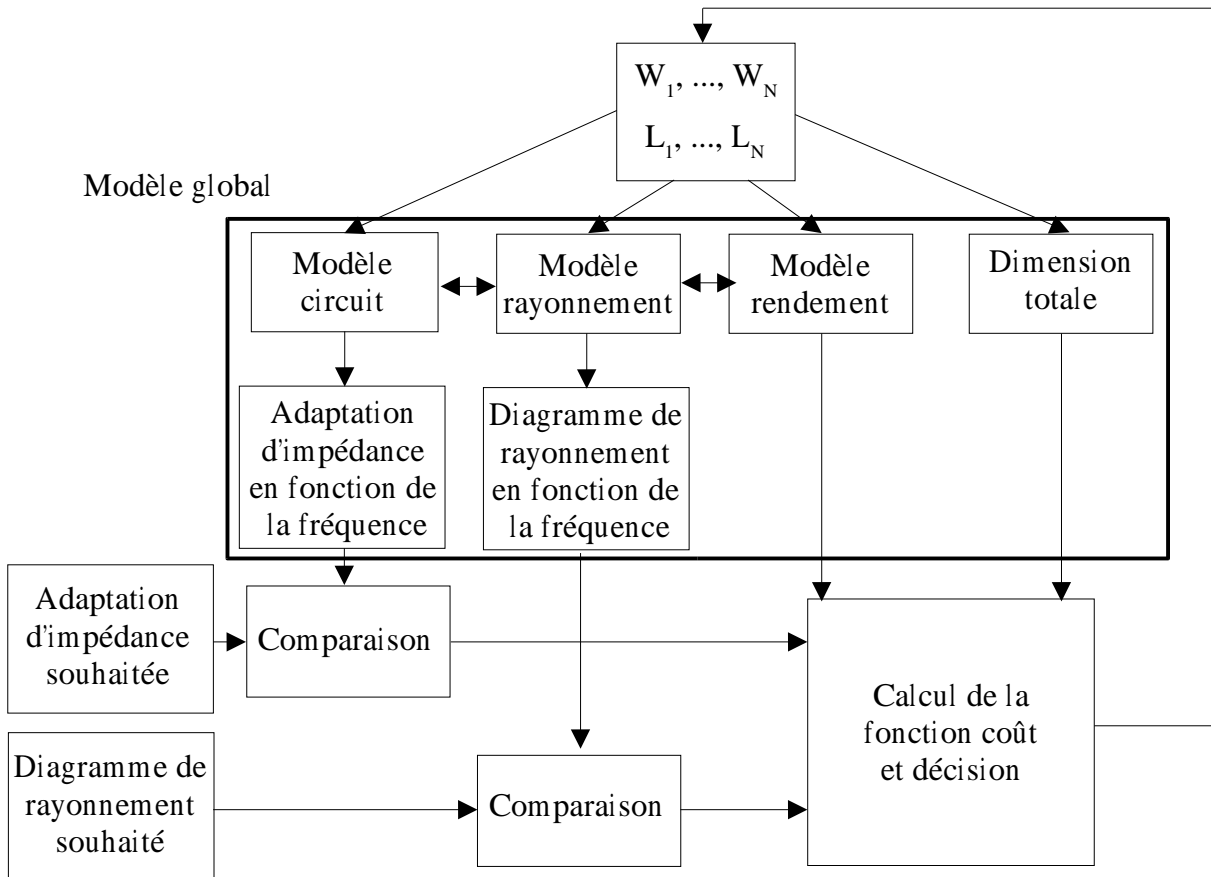 W1, ..., WN
L1, ..., LN
Modèle global
Modèle
circuit
Modèle
rayonnement
Modèle
rendement
Dimension
totale
Adaptation
d'impédance
en fonction de
la fréquence
Diagramme de
rayonnement
en fonction de
la fréquence
Adaptation
d'impédance
souhaitée
Comparaison
Calcul de la
fonction coût
et décision
Diagramme de
rayonnement
souhaité
Comparaison